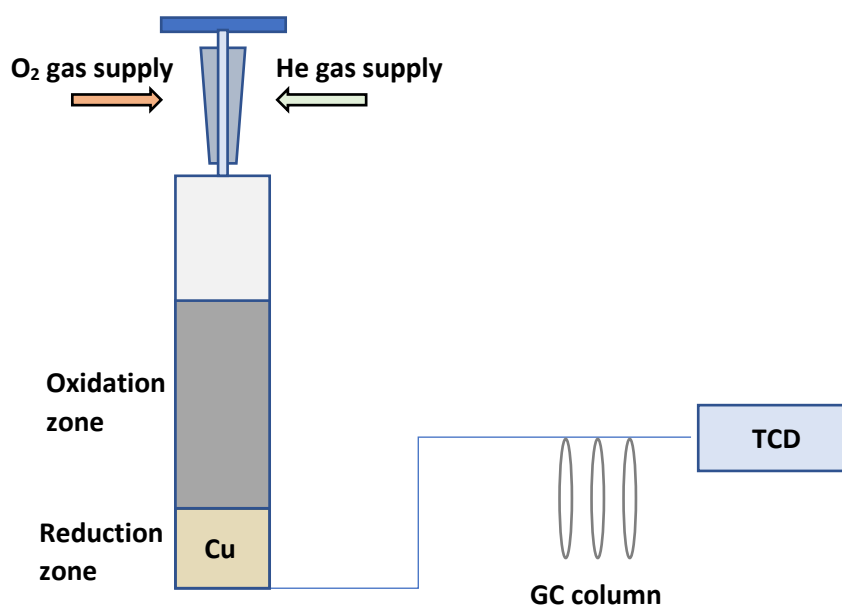 O₂ gas supply
He gas supply
Oxidation
zone
TCD
Reduction
zone
Cu
GC column